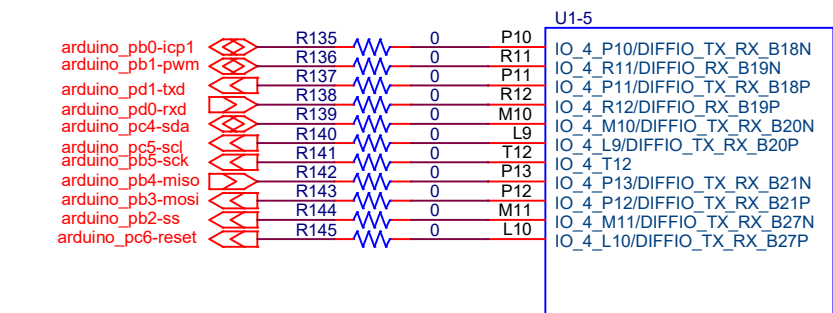 U1-5
arduino_pb0-icp1 R135 0 P10 IO_4_P10/DIFFIO_TX_RX_B18N
arduino_pb1-pwm R136 0 R11 IO_4_R11/DIFFIO_RX_B19N
arduino_pd1-txd R137 0 P11 IO_4_P11/DIFFIO_TX_RX_B18P
arduino_pd0-rxd R138 0 R12 IO_4_R12/DIFFIO_RX_B19P
arduino_pc4-sda R139 0 M10 IO_4_M10/DIFFIO_TX_RX_B20N
arduino_pc5-scl R140 0 L9 IO_4_L9/DIFFIO_TX_RX_B20P
arduino_pb5-sck R141 0 T12 IO_4_T12
arduino_pb4-miso R142 0 P13 IO_4_P13/DIFFIO_TX_RX_B21N
arduino_pb3-mosi R143 0 P12 IO_4_P12/DIFFIO_TX_RX_B21P
arduino_pb2-ss R144 0 M11 IO_4_M11/DIFFIO_TX_RX_B27N
arduino_pc6-reset R145 0 L10 IO_4_L10/DIFFIO_TX_RX_B27P